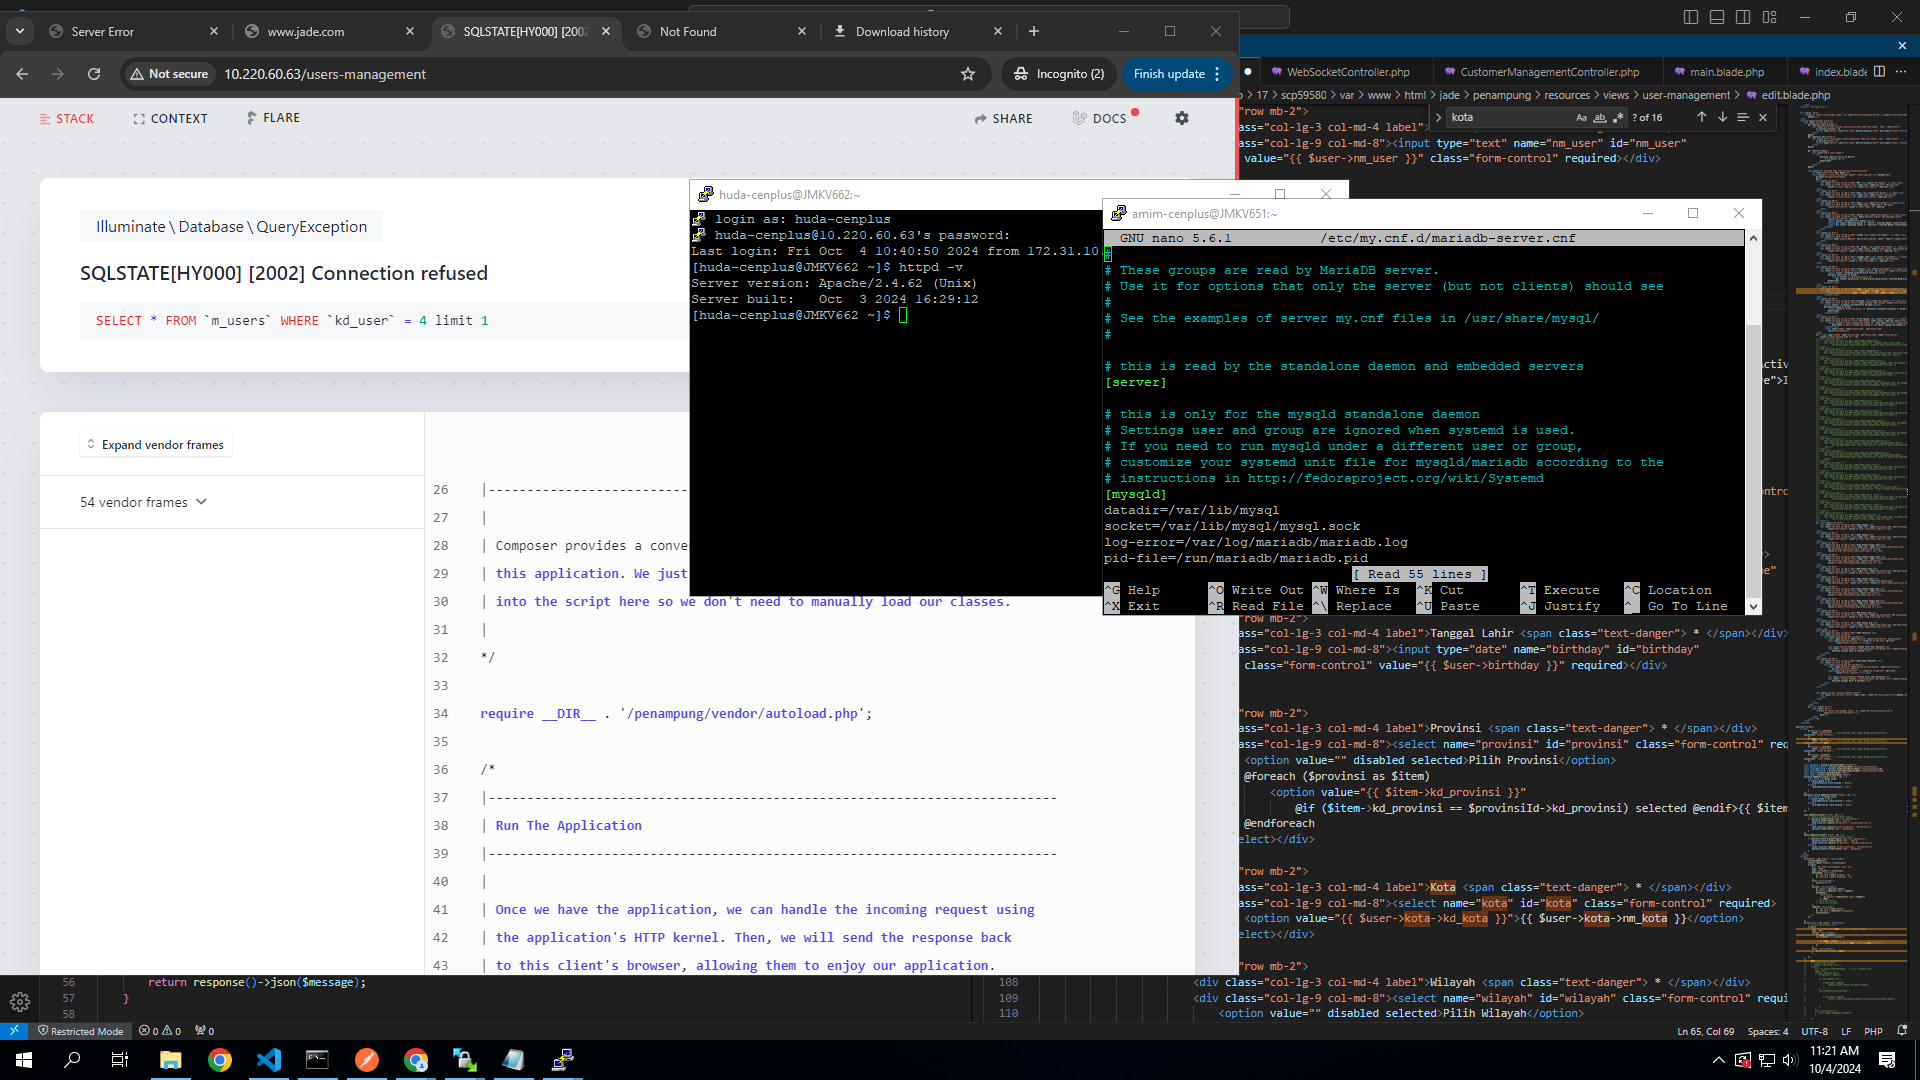 Server Error
www.jade.com
SQLSTATE[HY000] [2002
Not Found
Download history
Not secure
10.220.60.63/users-management
Incognito (2)
Finish update
STACK
CONTEXT
FLARE
SHARE
DOCS
Illuminate \ Database \ QueryException
SQLSTATE[HY000] [2002] Connection refused
SELECT * FROM `m_users` WHERE `kd_user` = 4 limit 1
Expand vendor frames
54 vendor frames
26 |---------------------------
27 |
28 | Composer provides a conve
29 | this application. We just
30 | into the script here so we don't need to manually load our classes.
31 |
32 */
33
34 require __DIR__ . '/penampung/vendor/autoload.php';
35
36 /*
37 |--------------------------------------------------------------------------
38 | Run The Application
39 |--------------------------------------------------------------------------
40 |
41 | Once we have the application, we can handle the incoming request using
42 | the application's HTTP kernel. Then, we will send the response back
43 | to this client's browser, allowing them to enjoy our application.
huda-cenplus@JMKV662:~
login as: huda-cenplus
huda-cenplus@10.220.60.63's password:
Last login: Fri Oct  4 10:40:50 2024 from 172.31.10.
[huda-cenplus@JMKV662 ~]$ httpd -v
Server version: Apache/2.4.62 (Unix)
Server built:   Oct  3 2024 16:29:12
[huda-cenplus@JMKV662 ~]$
amim-cenplus@JMKV651:~
GNU nano 5.6.1 /etc/my.cnf.d/mariadb-server.cnf
#
# These groups are read by MariaDB server.
# Use it for options that only the server (but not clients) should see
#
# See the examples of server my.cnf files in /usr/share/mysql/
#
# this is read by the standalone daemon and embedded servers
[server]
# this is only for the mysqld standalone daemon
# Settings user and group are ignored when systemd is used.
# If you need to run mysqld under a different user or group,
# customize your systemd unit file for mysqld/mariadb according to the
# instructions in http://fedoraproject.org/wiki/Systemd
[mysqld]
datadir=/var/lib/mysql
socket=/var/lib/mysql/mysql.sock
log-error=/var/log/mariadb/mariadb.log
pid-file=/run/mariadb/mariadb.pid
[ Read 55 lines ]
^G Help ^O Write Out ^W Where Is ^K Cut ^T Execute ^C Location
^X Exit ^R Read File ^\ Replace ^U Paste ^J Justify ^_ Go To Line
WebSocketController.php
CustomerManagementController.php
main.blade.php
index.blade
17 > scp59580 > var > www > html > jade > penampung > resources > views > user-management > edit.blade.php
kota
Aa ab .* ? of 16
"row mb-2">
ass="col-lg-3 col-md-4 label"
lass="col-lg-9 col-md-8"><input type="text" name="nm_user" id="nm_user"
value="{{ $user->nm_user }}" class="form-control" required></div>
"row mb-2">
ass="col-lg-3 col-md-4 label">Tanggal Lahir <span class="text-danger"> * </span></div>
lass="col-lg-9 col-md-8"><input type="date" name="birthday" id="birthday"
class="form-control" value="{{ $user->birthday }}" required></div>
"row mb-2">
ass="col-lg-3 col-md-4 label">Provinsi <span class="text-danger"> * </span></div>
ass="col-lg-9 col-md-8"><select name="provinsi" id="provinsi" class="form-control" req
<option value="" disabled selected>Pilih Provinsi</option>
@foreach ($provinsi as $item)
<option value="{{ $item->kd_provinsi }}"
@if ($item->kd_provinsi == $provinsiId->kd_provinsi) selected @endif>{{ $item
@endforeach
elect></div>
"row mb-2">
ass="col-lg-3 col-md-4 label">Kota <span class="text-danger"> * </span></div>
ass="col-lg-9 col-md-8"><select name="kota" id="kota" class="form-control" required>
<option value="{{ $user->kota->kd_kota }}">{{ $user->kota->nm_kota }}</option>
elect></div>
"row mb-2">
108 <div class="col-lg-3 col-md-4 label">Wilayah <span class="text-danger"> * </span></div>
109 <div class="col-lg-9 col-md-8"><select name="wilayah" id="wilayah" class="form-control" requi
110 <option value="" disabled selected>Pilih Wilayah</option>
56 return response()->json($message);
57 }
58
Restricted Mode
0 0
0
Ln 65, Col 69
Spaces: 4
UTF-8
LF
PHP
11:21 AM
10/4/2024